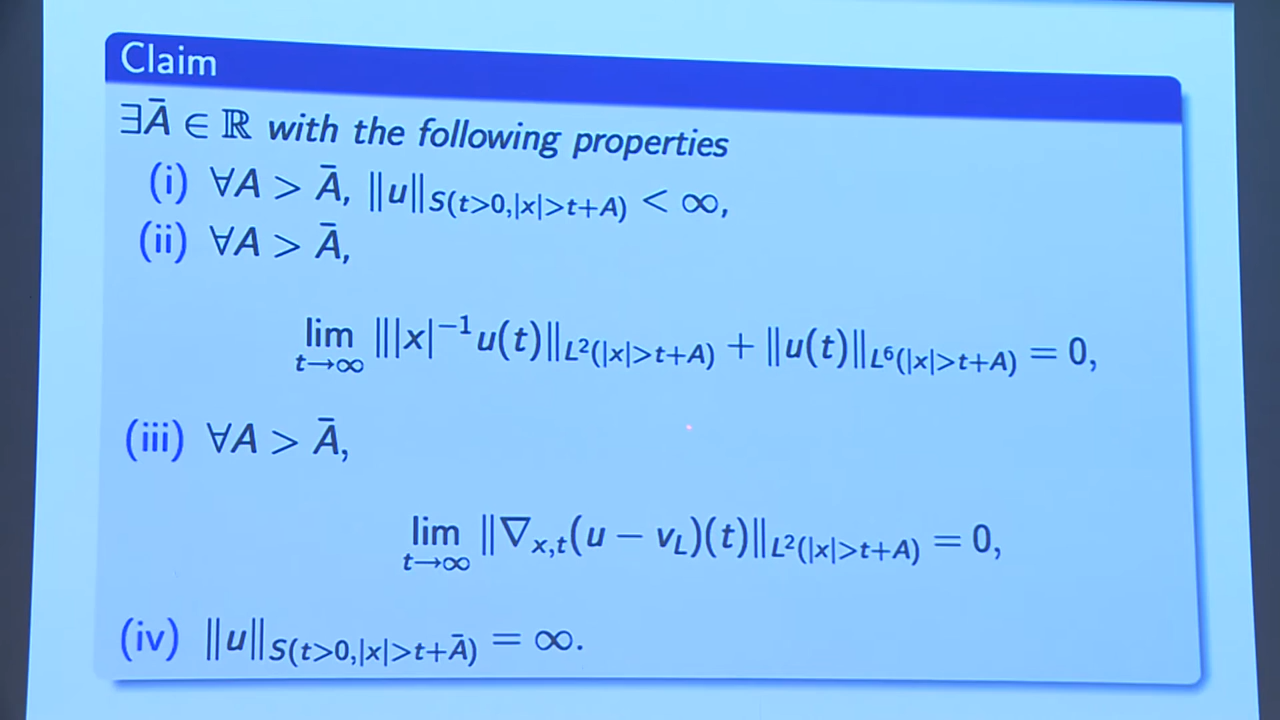 Claim
∃Ā ∈ ℝ with the following properties
(i) ∀A > Ā, ‖u‖_{S(t>0,|x|>t+A)} < ∞,
(ii) ∀A > Ā,
lim_{t→∞} ‖|x|^{−1}u(t)‖_{L²(|x|>t+A)} + ‖u(t)‖_{L⁶(|x|>t+A)} = 0,
(iii) ∀A > Ā,
lim_{t→∞} ‖∇_{x,t}(u − v_L)(t)‖_{L²(|x|>t+A)} = 0,
(iv) ‖u‖_{S(t>0,|x|>t+Ā)} = ∞.